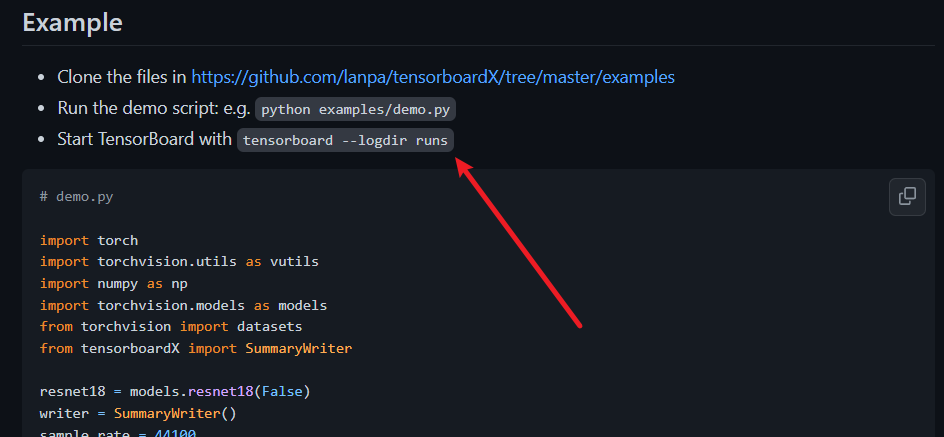 Example
Clone the files in https://github.com/lanpa/tensorboardX/tree/master/examples
Run the demo script: e.g. python examples/demo.py
Start TensorBoard with tensorboard --logdir runs
# demo.py
import torch
import torchvision.utils as vutils
import numpy as np
import torchvision.models as models
from torchvision import datasets
from tensorboardX import SummaryWriter
resnet18 = models.resnet18(False)
writer = SummaryWriter()
sample_rate = 44100